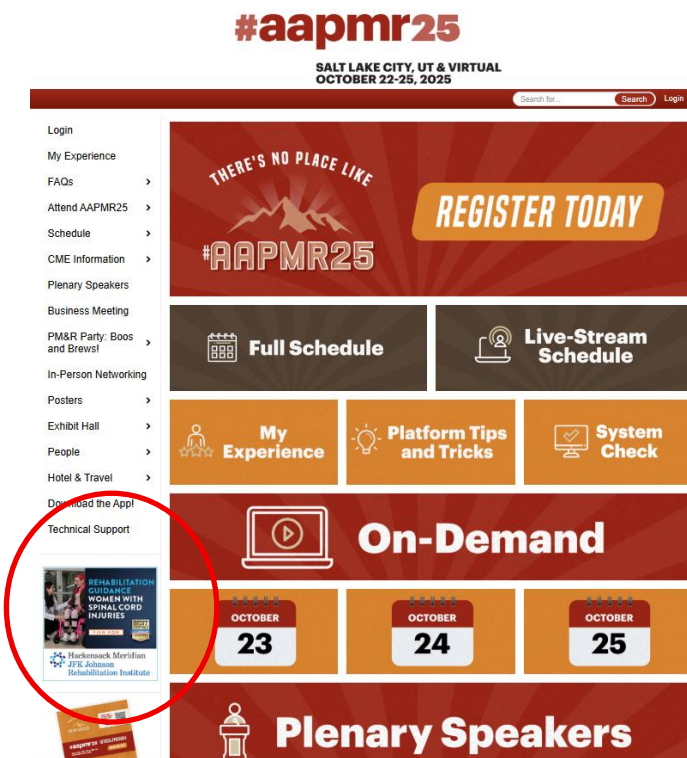 #aapmr25
SALT LAKE CITY, UT & VIRTUAL
OCTOBER 22-25, 2025
Search for...
Search
Login
Login
My Experience
FAQs
Attend AAPMR25
Schedule
CME Information
Plenary Speakers
Business Meeting
PM&R Party: Boos
and Brews!
In-Person Networking
Posters
Exhibit Hall
People
Hotel & Travel
Download the App!
Technical Support
REHABILITATION
GUIDANCE
WOMEN WITH
SPINAL CORD
INJURIES
Hackensack Meridian
JFK Johnson
Rehabilitation Institute
THERE'S NO PLACE LIKE
#AAPMR25
REGISTER TODAY
Full Schedule
Live-Stream
Schedule
My
Experience
Platform Tips
and Tricks
System
Check
On-Demand
OCTOBER
23
OCTOBER
24
OCTOBER
25
Plenary Speakers